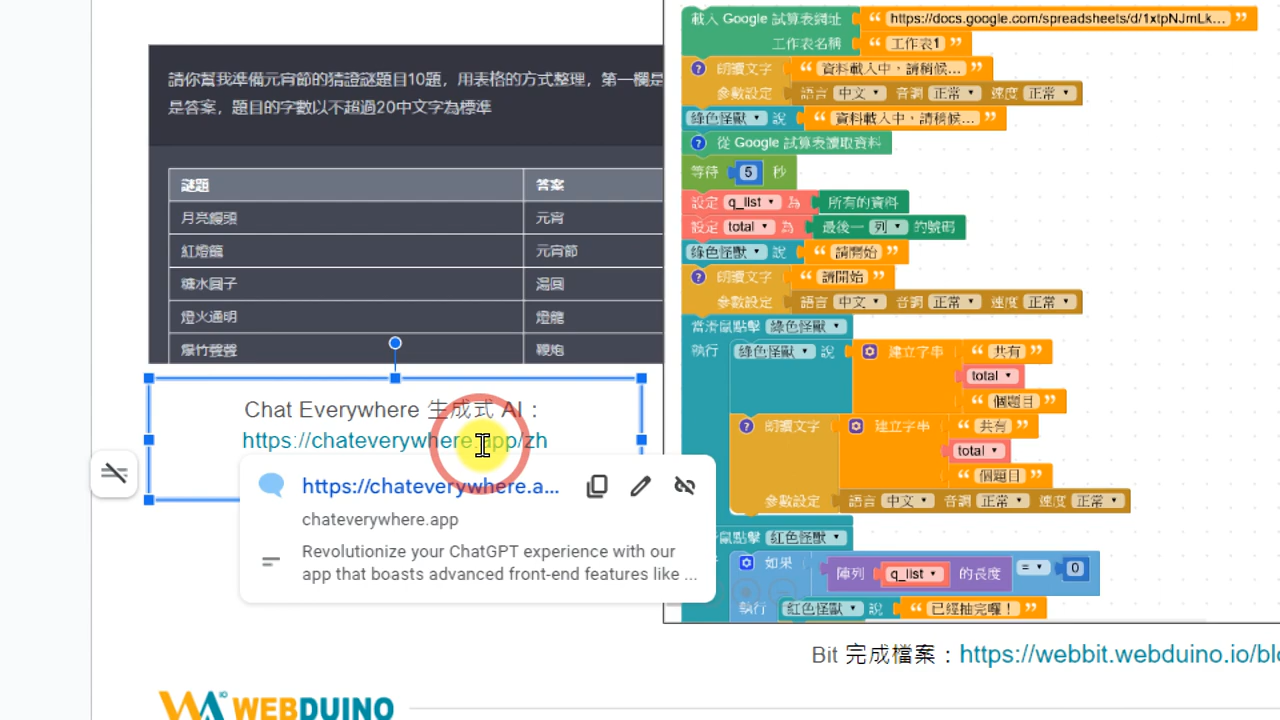 請你幫我準備元宵節的猜證謎題目10題，用表格的方式整理，第一欄是
是答案，題目的字數以不超過20中文字為標準
謎題 答案
月亮饅頭 元宵
紅燈籠 元宵節
糖水圓子 湯圓
燈火通明 燈籠
爆竹聲聲 鞭炮
Chat Everywhere 生成式 AI：
https://chateverywhere.app/zh
https://chateverywhere.a...
chateverywhere.app
Revolutionize your ChatGPT experience with our
app that boasts advanced front-end features like ...
載入 Google 試算表網址 “ https://docs.google.com/spreadsheets/d/1xtpNJmLk... ”
工作表名稱 “ 工作表1 ”
朗讀文字 “ 資料載入中，請稍候... ”
參數設定 語言 中文 音調 正常 速度 正常
綠色怪獸 說 “ 資料載入中，請稍候... ”
從 Google 試算表讀取資料
等待 5 秒
設定 q_list 為 所有的資料
設定 total 為 最後一 列 的號碼
綠色怪獸 說 “ 請開始 ”
朗讀文字 “ 請開始 ”
參數設定 語言 中文 音調 正常 速度 正常
當滑鼠點擊 綠色怪獸
執行 綠色怪獸 說 建立字串 “ 共有 ”
total
“ 個題目 ”
朗讀文字 建立字串 “ 共有 ”
total
“ 個題目 ”
參數設定 語言 中文 音調 正常 速度 正常
鼠點擊 紅色怪獸
如果 陣列 q_list 的長度 = 0
執行 紅色怪獸 說 “ 已經抽完囉！ ”
Bit 完成檔案：https://webbit.webduino.io/blo
WEBDUINO